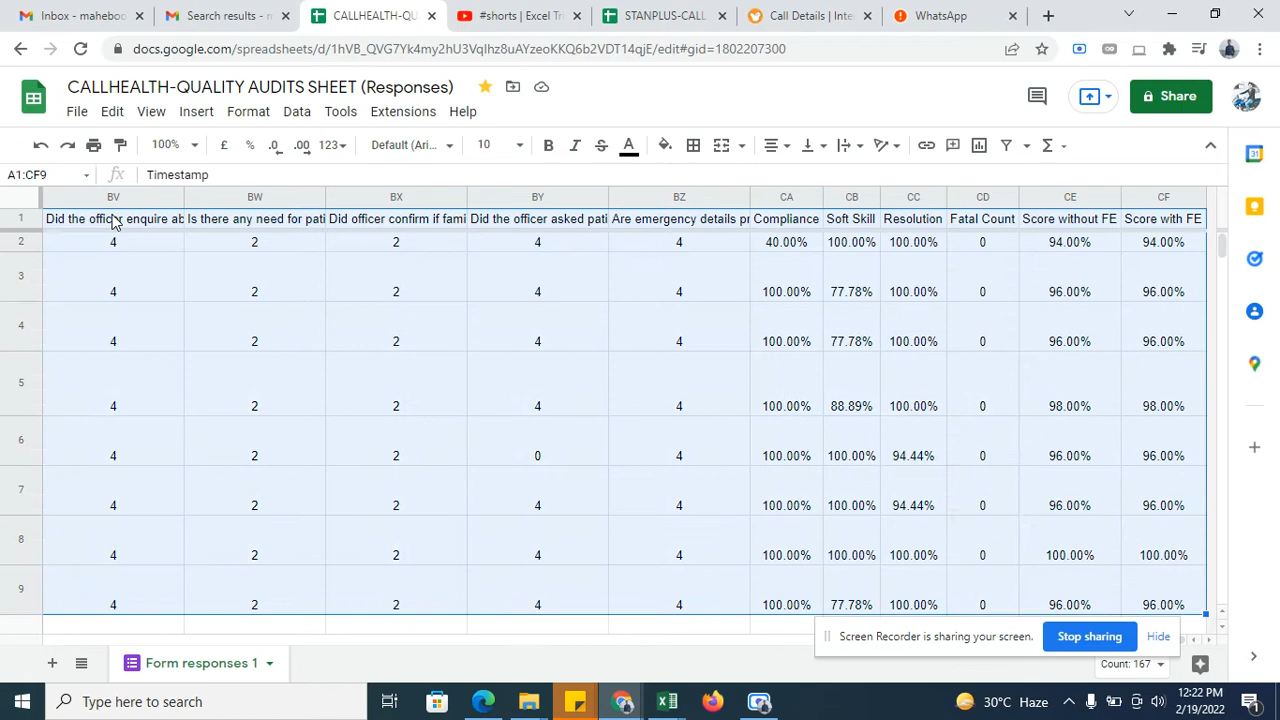 Inbox - maheboo
Search results - m
CALLHEALTH-QU
#shorts | Excel Tri
STANPLUS-CALL
Call Details | Inte
WhatsApp
docs.google.com/spreadsheets/d/1hVB_QVG7Yk4my2hU3Vqlhz8uAYzeoKKQ6b2VDT14qjE/edit#gid=1802207300
CALLHEALTH-QUALITY AUDITS SHEET (Responses)
File Edit View Insert Format Data Tools Extensions Help
Share
100% £ % .0 .00 123 Default (Ari... 10 B I S A
A1:CF9 fx Timestamp
BV BW BX BY BZ CA CB CC CD CE CF
1 Did the officer enquire ab Is there any need for pati Did officer confirm if fami Did the officer asked pati Are emergency details pr Compliance Soft Skill Resolution Fatal Count Score without FE Score with FE
2 4 2 2 4 4 40.00% 100.00% 100.00% 0 94.00% 94.00%
3 4 2 2 4 4 100.00% 77.78% 100.00% 0 96.00% 96.00%
4 4 2 2 4 4 100.00% 77.78% 100.00% 0 96.00% 96.00%
5 4 2 2 4 4 100.00% 88.89% 100.00% 0 98.00% 98.00%
6 4 2 2 0 4 100.00% 100.00% 94.44% 0 96.00% 96.00%
7 4 2 2 4 4 100.00% 100.00% 94.44% 0 96.00% 96.00%
8 4 2 2 4 4 100.00% 100.00% 100.00% 0 100.00% 100.00%
9 4 2 2 4 4 100.00% 77.78% 100.00% 0 96.00% 96.00%
Screen Recorder is sharing your screen. Stop sharing Hide
Form responses 1
Count: 167
Type here to search
30°C Haze
12:22 PM
2/19/2022